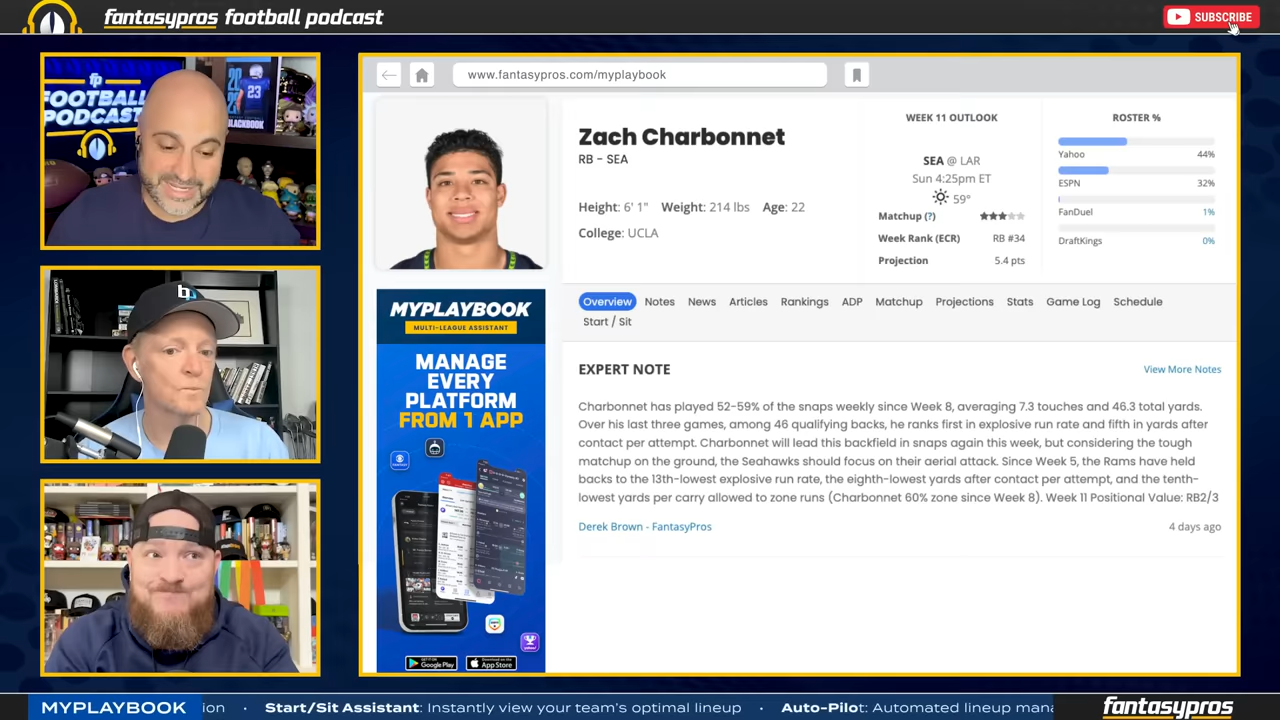 fantasypros football podcast
SUBSCRIBE
FOOTBALL
PODCAST
23
BLACKBOOK
www.fantasypros.com/myplaybook
Zach Charbonnet
RB - SEA
Height: 6' 1" Weight: 214 lbs Age: 22
College: UCLA
WEEK 11 OUTLOOK
SEA @ LAR
Sun 4:25pm ET
59°
Matchup (?)
Week Rank (ECR) RB #34
Projection 5.4 pts
ROSTER %
Yahoo 44%
ESPN 32%
FanDuel 1%
DraftKings 0%
Overview Notes News Articles Rankings ADP Matchup Projections Stats Game Log Schedule
Start / Sit
MYPLAYBOOK
MULTI-LEAGUE ASSISTANT
MANAGE
EVERY
PLATFORM
FROM 1 APP
Google Play
App Store
EXPERT NOTE
View More Notes
Charbonnet has played 52-59% of the snaps weekly since Week 8, averaging 7.3 touches and 46.3 total yards.
Over his last three games, among 46 qualifying backs, he ranks first in explosive run rate and fifth in yards after
contact per attempt. Charbonnet will lead this backfield in snaps again this week, but considering the tough
matchup on the ground, the Seahawks should focus on their aerial attack. Since Week 5, the Rams have held
backs to the 13th-lowest explosive run rate, the eighth-lowest yards after contact per attempt, and the tenth-
lowest yards per carry allowed to zone runs (Charbonnet 60% zone since Week 8). Week 11 Positional Value: RB2/3
Derek Brown - FantasyPros 4 days ago
MYPLAYBOOK ion • Start/Sit Assistant: Instantly view your team's optimal lineup • Auto-Pilot: Automated lineup mana
fantasypros